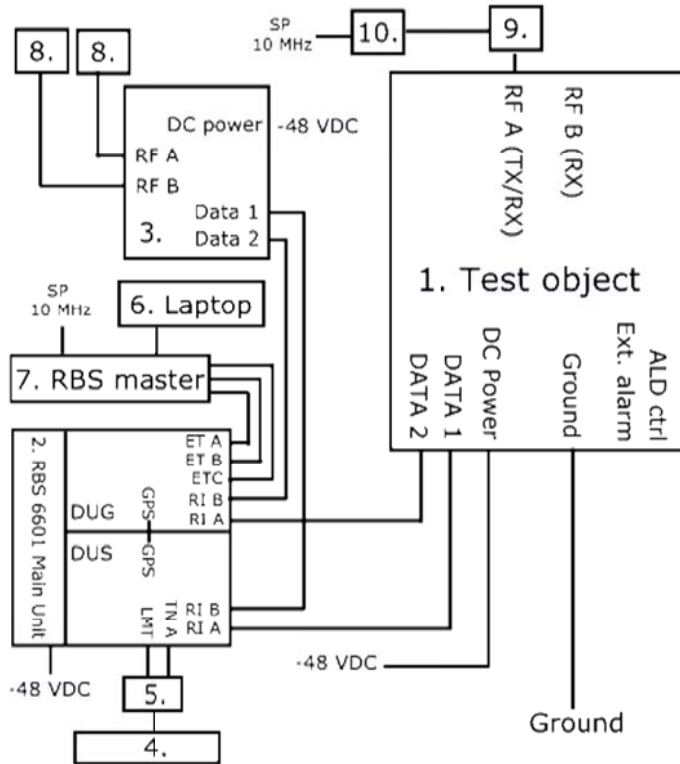 8.
8.
SP
10 MHz
10.
9.
DC power
-48 VDC
RF A
RF B
Data 1
Data 2
3.
RF A (TX/RX)
RF B (RX)
1. Test object
DATA 2
DATA 1
DC Power
Ground
Ext. alarm
ALD ctrl
SP
10 MHz
6. Laptop
7. RBS master
2. RBS 6601 Main Unit
ET A
ET B
ETC
RI B
RI A
DUG
GPS
DUS
GPS
LMT
TN A
RI B
RI A
-48 VDC
-48 VDC
5.
4.
Ground